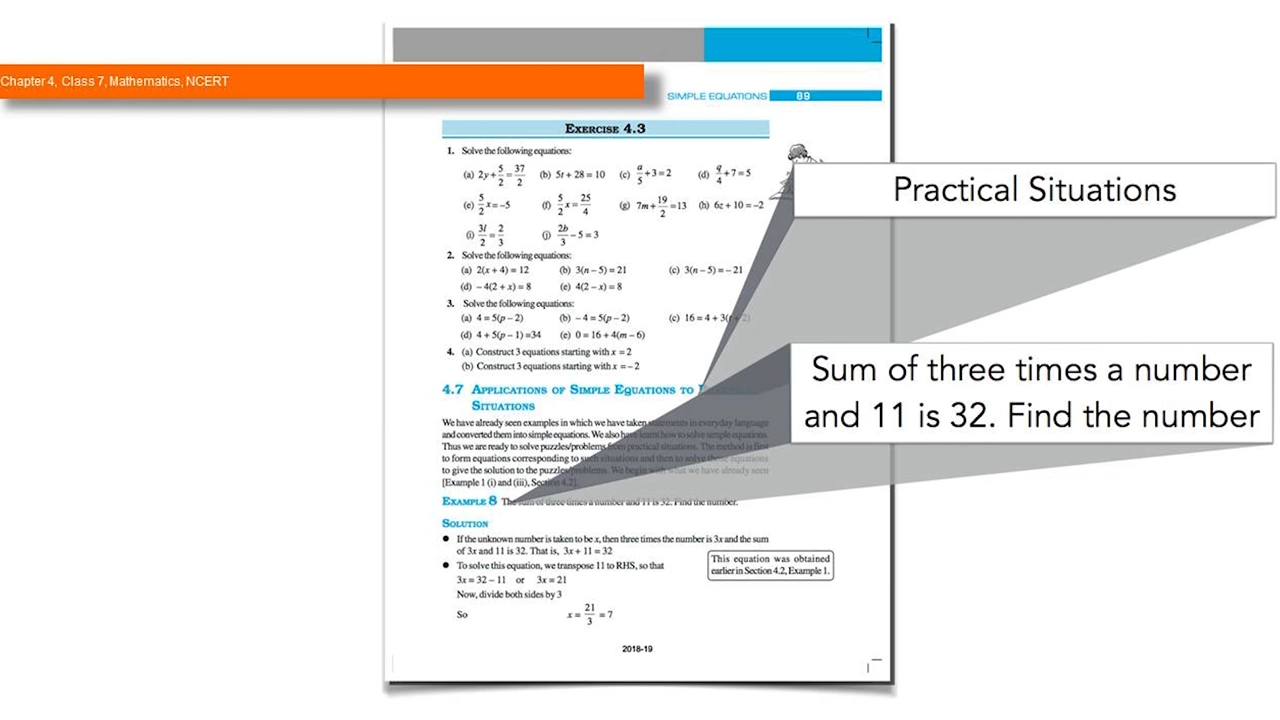 Chapter 4, Class 7, Mathematics, NCERT
SIMPLE EQUATIONS 89
EXERCISE 4.3
1. Solve the following equations:
(a) 2y + 5/2 = 37/2 (b) 5t + 28 = 10 (c) a/5 + 3 = 2 (d) q/4 + 7 = 5
(e) 5/2 x = –5 (f) 5/2 x = 25/4 (g) 7m + 19/2 = 13 (h) 6z + 10 = –2
(i) 3l/2 = 2/3 (j) 2b/3 – 5 = 3
2. Solve the following equations:
(a) 2(x + 4) = 12 (b) 3(n – 5) = 21 (c) 3(n – 5) = – 21
(d) – 4(2 + x) = 8 (e) 4(2 – x) = 8
3. Solve the following equations:
(a) 4 = 5(p – 2) (b) – 4 = 5(p – 2) (c) 16 = 4 + 3(t + 2)
(d) 4 + 5(p – 1) =34 (e) 0 = 16 + 4(m – 6)
4. (a) Construct 3 equations starting with x = 2
(b) Construct 3 equations starting with x = – 2
4.7 APPLICATIONS OF SIMPLE EQUATIONS TO
SITUATIONS
We have already seen examples in which we have taken statements in everyday language
and converted them into simple equations. We also have learnt how to solve simple equations.
Thus we are ready to solve puzzles/problems from practical situations. The method is first
to form equations corresponding to such situations and then to solve those equations
to give the solution to the puzzles/problems. We begin with what we have already seen
[Example 1 (i) and (iii), Section 4.2].
EXAMPLE 8 The sum of three times a number and 11 is 32. Find the number.
SOLUTION
● If the unknown number is taken to be x, then three times the number is 3x and the sum
of 3x and 11 is 32. That is, 3x + 11 = 32
● To solve this equation, we transpose 11 to RHS, so that
3x = 32 – 11 or 3x = 21
Now, divide both sides by 3
So x = 21/3 = 7
This equation was obtained
earlier in Section 4.2, Example 1.
2018-19
Practical Situations
Sum of three times a number
and 11 is 32. Find the number